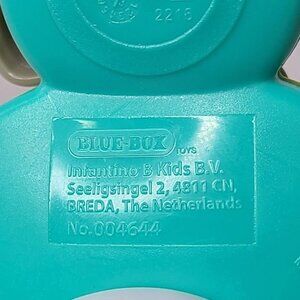 2216
BLUE-BOX TOYS
Infantino B Kids B.V.
Seeligsingel 2, 4811 CN,
BREDA, The Netherlands
No.004644